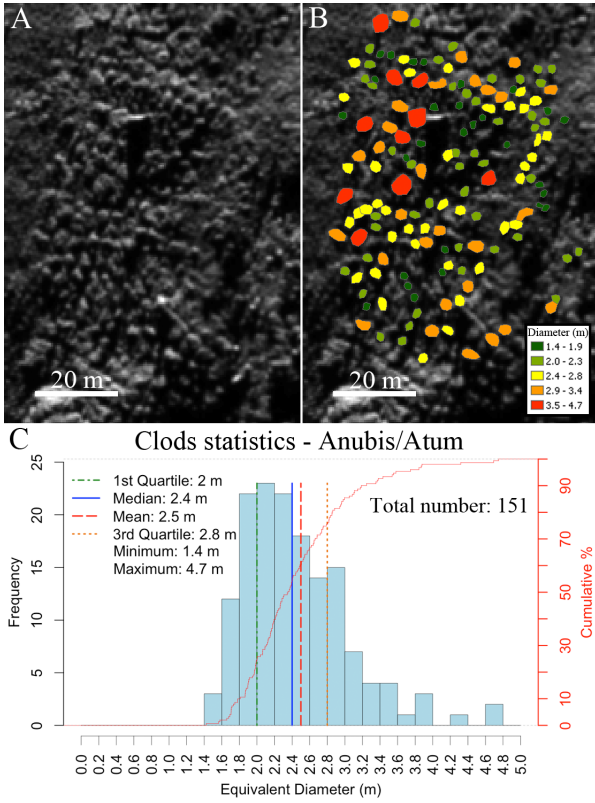 A
B
20 m
20 m
Diameter (m)
1.4 - 1.9
2.0 - 2.3
2.4 - 2.8
2.9 - 3.4
3.5 - 4.7
C
Clods statistics - Anubis/Atum
1st Quartile: 2 m
Median: 2.4 m
Mean: 2.5 m
3rd Quartile: 2.8 m
Minimum: 1.4 m
Maximum: 4.7 m
Total number: 151
Frequency
0
5
10
15
20
25
Cumulative %
0
10
30
50
60
70
80
90
100
0.0 0.2 0.4 0.6 0.8 1.0 1.2 1.4 1.6 1.8 2.0 2.2 2.4 2.6 2.8 3.0 3.2 3.4 3.6 3.8 4.0 4.2 4.4 4.6 4.8 5.0
Equivalent Diameter (m)